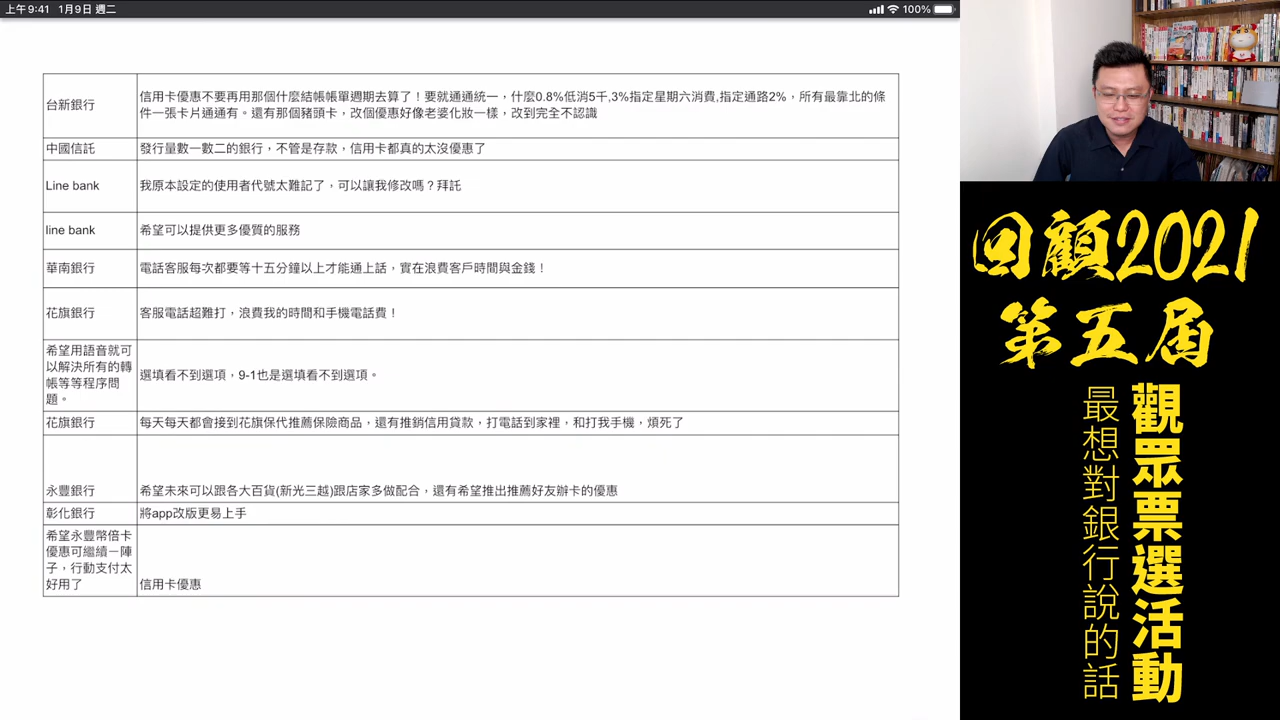 上午9:41 1月9日 週二
100%
台新銀行
信用卡優惠不要再用那個什麼結帳帳單週期去算了！要就通通統一，什麼0.8%低消5千,3%指定星期六消費,指定通路2%，所有最靠北的條
件一張卡片通通有。還有那個豬頭卡，改個優惠好像老婆化妝一樣，改到完全不認識
中國信託
發行量數一數二的銀行，不管是存款，信用卡都真的太沒優惠了
Line bank
我原本設定的使用者代號太難記了，可以讓我修改嗎？拜託
line bank
希望可以提供更多優質的服務
華南銀行
電話客服每次都要等十五分鐘以上才能通上話，實在浪費客戶時間與金錢！
花旗銀行
客服電話超難打，浪費我的時間和手機電話費！
希望用語音就可
以解決所有的轉
帳等等程序問
題。
選填看不到選項，9-1也是選填看不到選項。
花旗銀行
每天每天都會接到花旗保代推薦保險商品，還有推銷信用貸款，打電話到家裡，和打我手機，煩死了
永豐銀行
希望未來可以跟各大百貨(新光三越)跟店家多做配合，還有希望推出推薦好友辦卡的優惠
彰化銀行
將app改版更易上手
希望永豐幣倍卡
優惠可繼續一陣
子，行動支付太
好用了
信用卡優惠
回顧2021
第五屆
觀眾票選活動
最想對銀行說的話